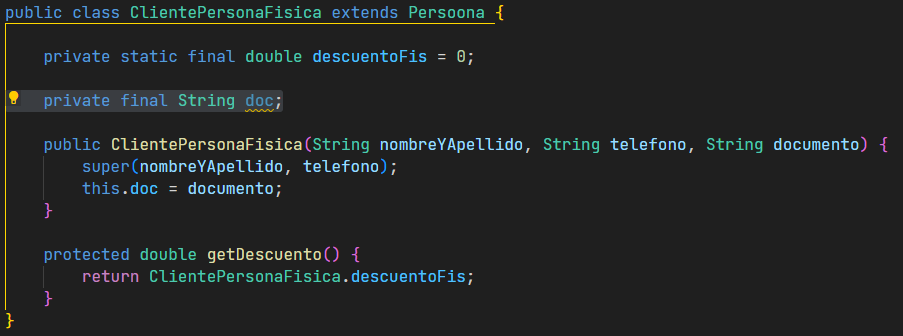 public class ClientePersonaFisica extends Persoona {
private static final double descuentoFis = 0;
private final String doc;
public ClientePersonaFisica(String nombreYApellido, String telefono, String documento) {
super(nombreYApellido, telefono);
this.doc = documento;
}
protected double getDescuento() {
return ClientePersonaFisica.descuentoFis;
}
}